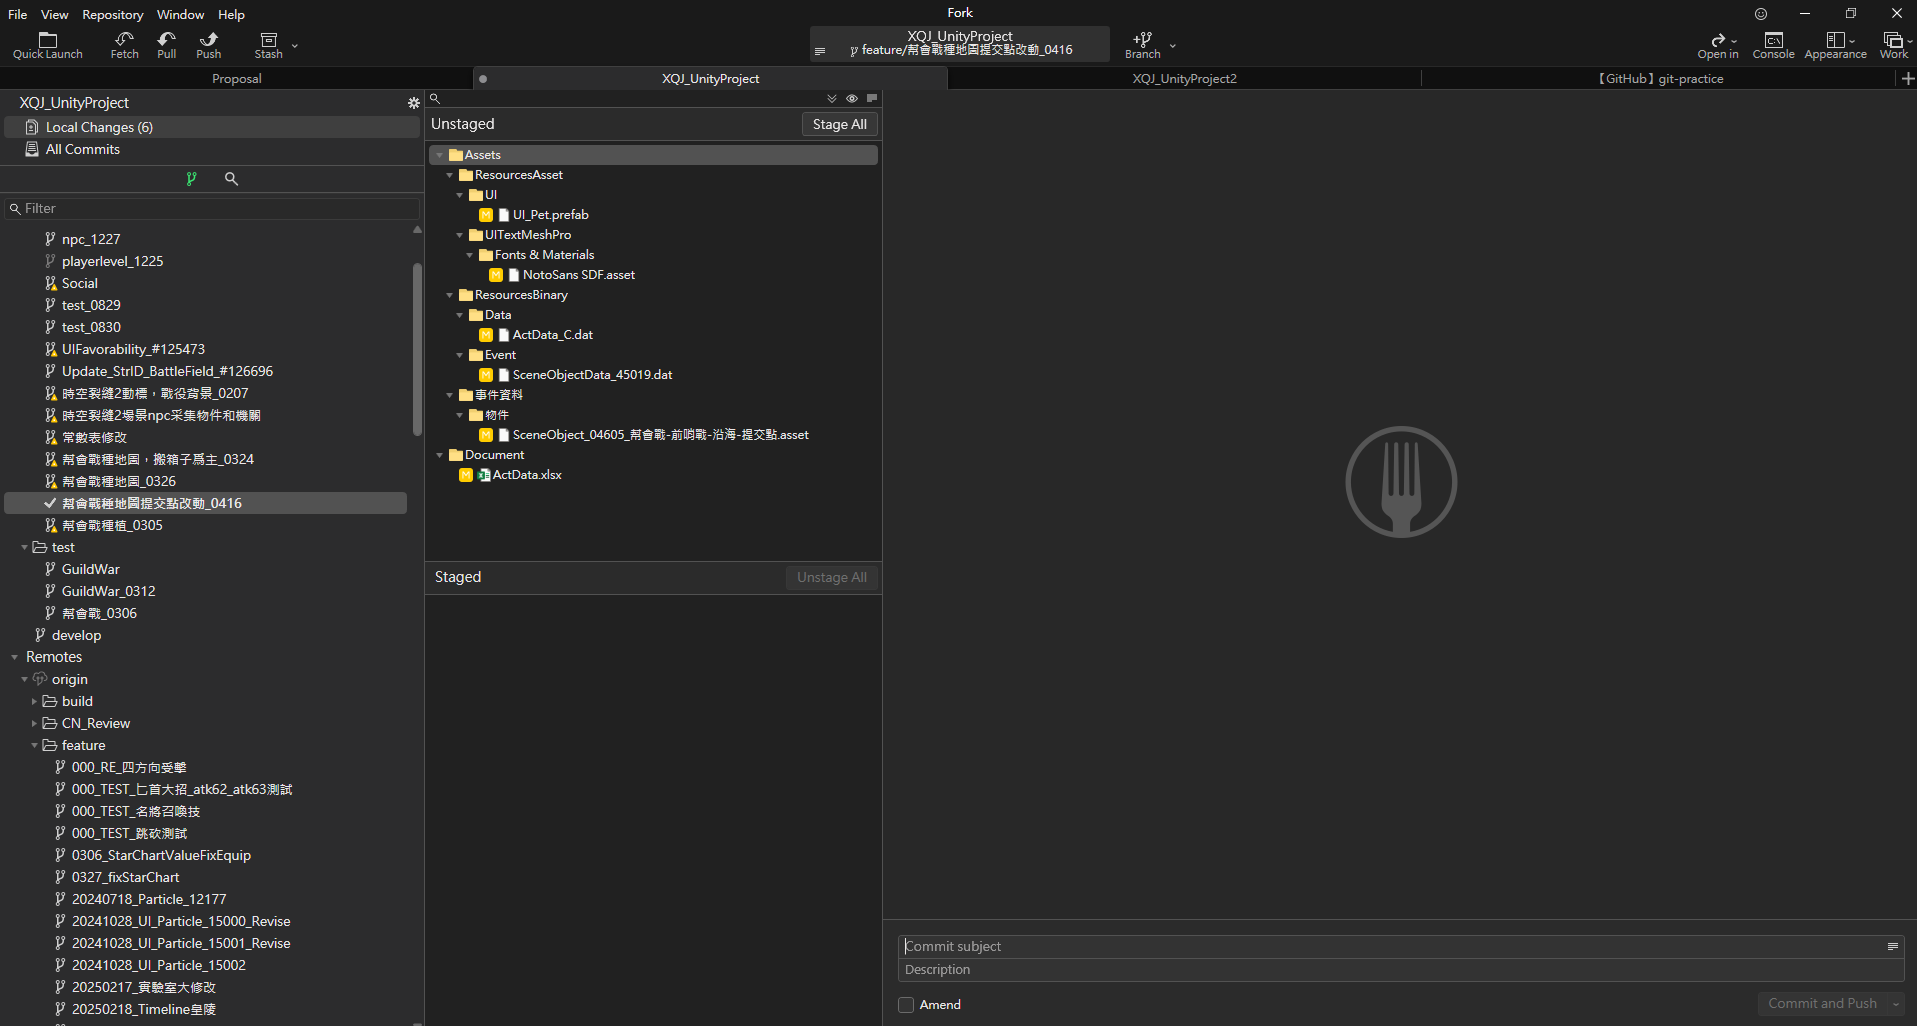 File View Repository Window Help
Fork
Quick Launch
Fetch
Pull
Push
Stash
XQJ_UnityProject
feature/幫會戰種地圖提交點改動_0416
Branch
Open in
Console
Appearance
Work
Proposal
XQJ_UnityProject
XQJ_UnityProject2
【GitHub】git-practice
XQJ_UnityProject
Local Changes (6)
All Commits
Filter
npc_1227
playerlevel_1225
Social
test_0829
test_0830
UIFavorability_#125473
Update_StrID_BattleField_#126696
時空裂縫2動標，戰役背景_0207
時空裂縫2場景npc采集物件和機關
常數表修改
幫會戰種地圖，搬箱子爲主_0324
幫會戰種地圖_0326
幫會戰種地圖提交點改動_0416
幫會戰種植_0305
test
GuildWar
GuildWar_0312
幫會戰_0306
develop
Remotes
origin
build
CN_Review
feature
000_RE_四方向受擊
000_TEST_匕首大招_atk62_atk63測試
000_TEST_名將召喚技
000_TEST_跳砍測試
0306_StarChartValueFixEquip
0327_fixStarChart
20240718_Particle_12177
20241028_UI_Particle_15000_Revise
20241028_UI_Particle_15001_Revise
20241028_UI_Particle_15002
20250217_實驗室大修改
20250218_Timeline皇陵
Unstaged
Stage All
Assets
ResourcesAsset
UI
M UI_Pet.prefab
UITextMeshPro
Fonts & Materials
M NotoSans SDF.asset
ResourcesBinary
Data
M ActData_C.dat
Event
M SceneObjectData_45019.dat
事件資料
物件
M SceneObject_04605_幫會戰-前哨戰-沿海-提交點.asset
Document
M ActData.xlsx
Staged
Unstage All
Commit subject
Description
Amend
Commit and Push